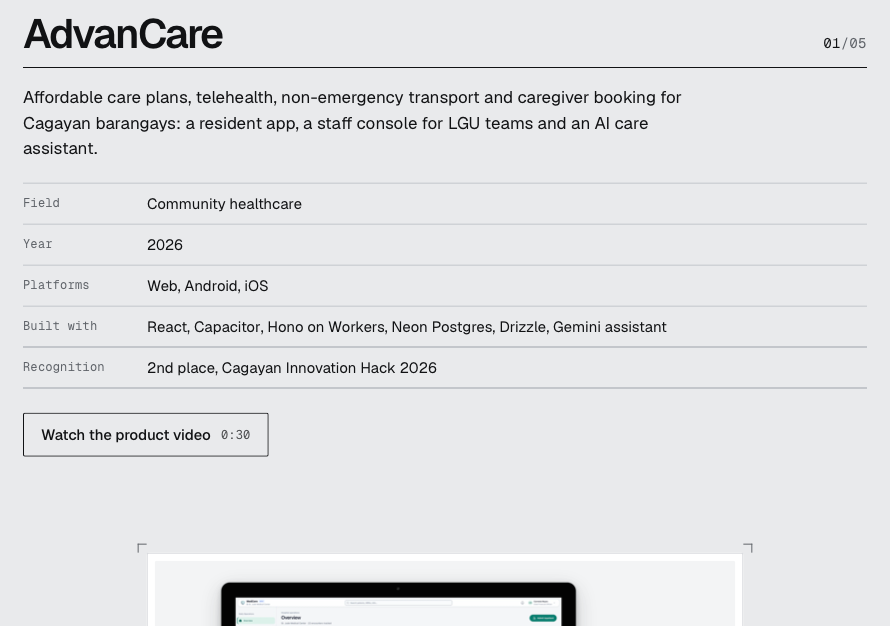 AdvanCare
01/05
Affordable care plans, telehealth, non-emergency transport and caregiver booking for
Cagayan barangays: a resident app, a staff console for LGU teams and an AI care
assistant.
Field Community healthcare
Year 2026
Platforms Web, Android, iOS
Built with React, Capacitor, Hono on Workers, Neon Postgres, Drizzle, Gemini assistant
Recognition 2nd place, Cagayan Innovation Hack 2026
Watch the product video 0:30
Overview